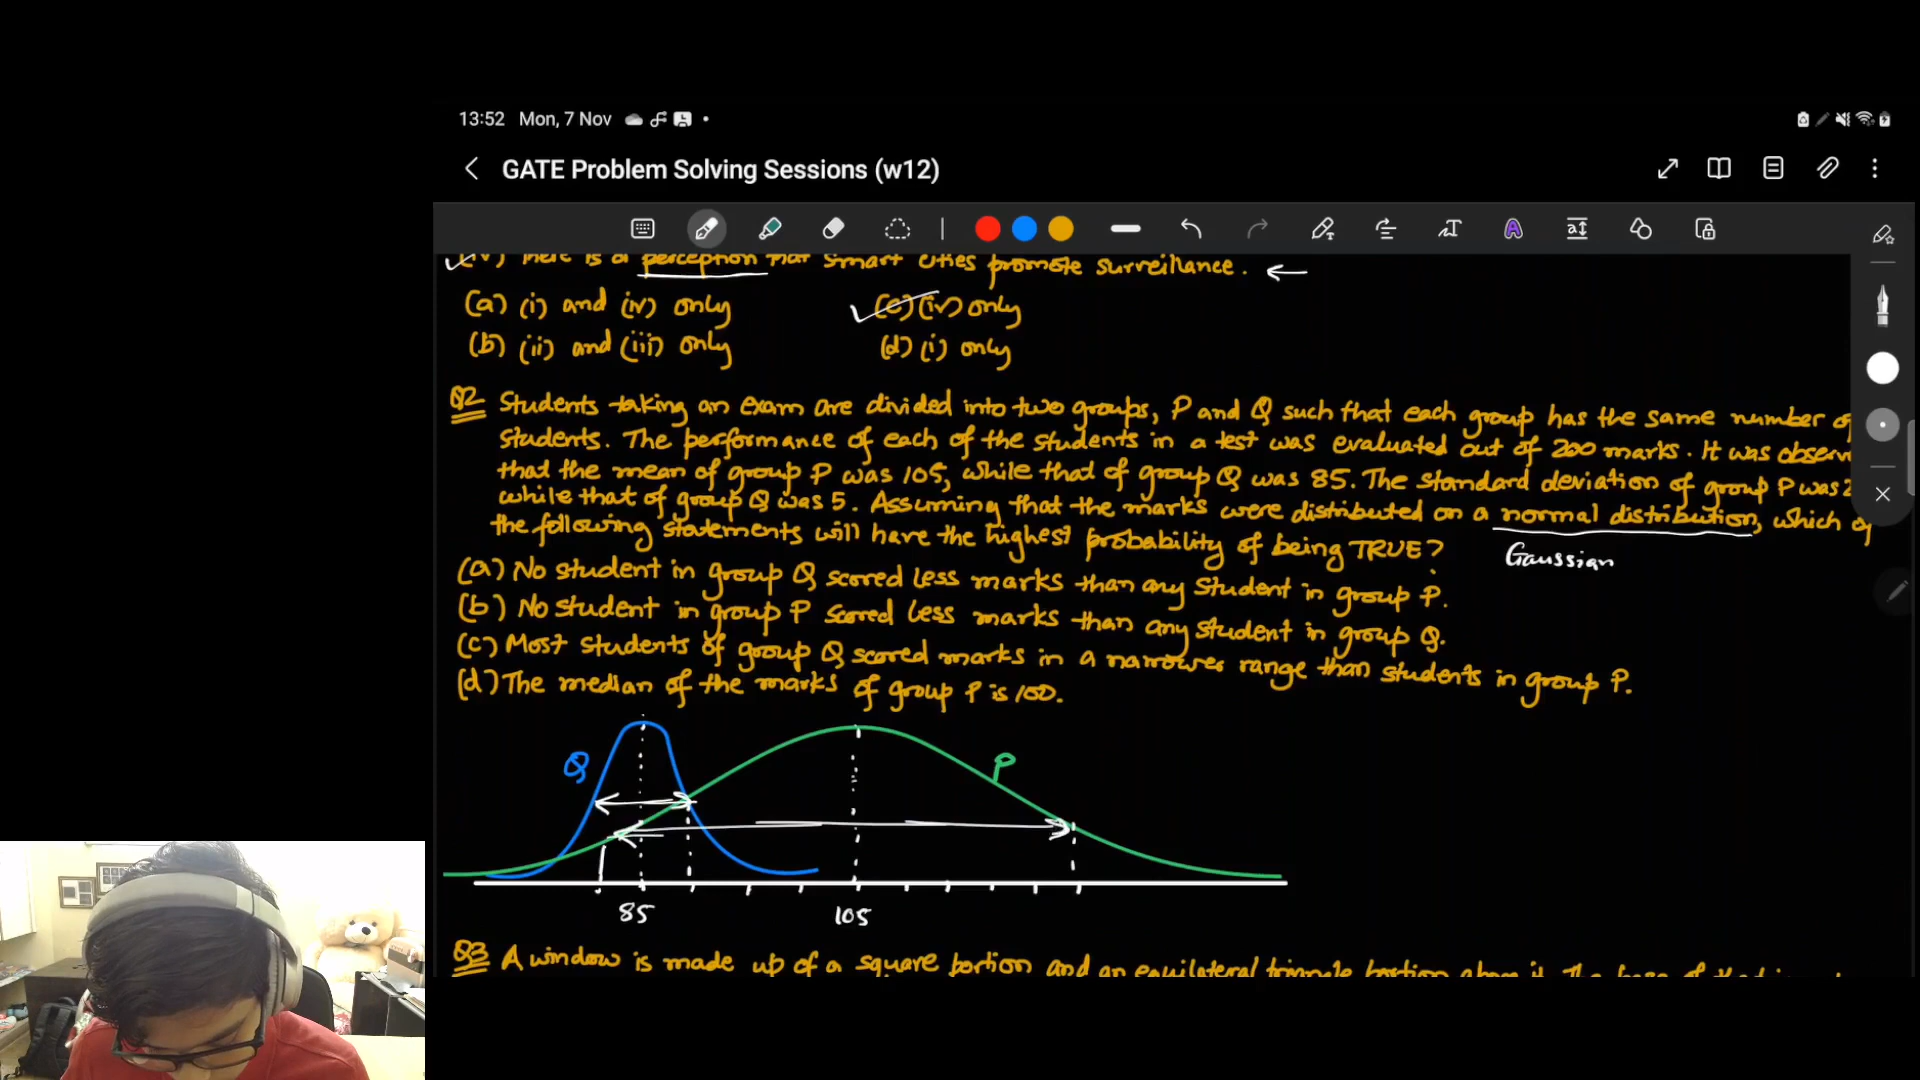 13:52 Mon, 7 Nov
GATE Problem Solving Sessions (w12)
There is a perception that smart cities promote surveillance.
(a) (i) and (iv) only
(c) (iv) only
(b) (ii) and (iii) only
(d) (i) only
Q2 Students taking an exam are divided into two groups, P and Q such that each group has the same number of
students. The performance of each of the students in a test was evaluated out of 200 marks. It was observ
that the mean of group P was 105, while that of group Q was 85. The standard deviation of group P was 2
while that of group Q was 5. Assuming that the marks were distributed on a normal distribution, which of
the following statements will have the highest probability of being TRUE?
Gaussian
(a) No student in group Q scored less marks than any student in group P.
(b) No student in group P scored less marks than any student in group Q.
(c) Most students of group Q scored marks in a narrower range than students in group P.
(d) The median of the marks of group P is 100.
Q
P
85
105
Q3 A window is made up of a square portion and an equilateral triangle portion above it. The base of